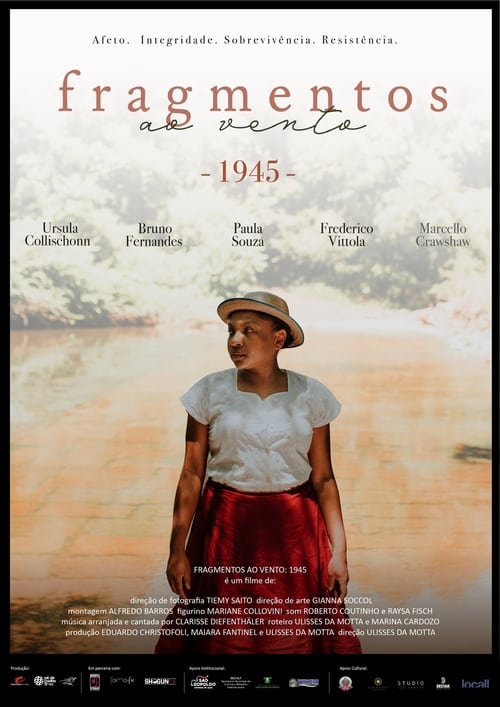 Afeto. Integridade. Sobrevivência. Resistência.
fragmentos
ao vento
- 1945 -
Ursula Collischonn
Bruno Fernandes
Paula Souza
Frederico Vittola
Marcello Crawshaw
FRAGMENTOS AO VENTO: 1945
é um filme de:
direção de fotografia TIEMY SAITO direção de arte GIANNA SOCCOL
montagem ALFREDO BARROS figurino MARIANE COLLOVINI som ROBERTO COUTINHO e RAYSA FISCH
música arranjada e cantada por CLARISSE DIEFENTHÄLER roteiro ULISSES DA MOTTA e MARINA CARDOZO
produção EDUARDO CHRISTOFOLI, MAIARA FANTINEL e ULISSES DA MOTTA direção ULISSES DA MOTTA
Produção:
Em parceria com:
Apoio Institucional:
Apoio Cultural:
SHOGUN
SÃO LEOPOLDO
STUDIO
locall